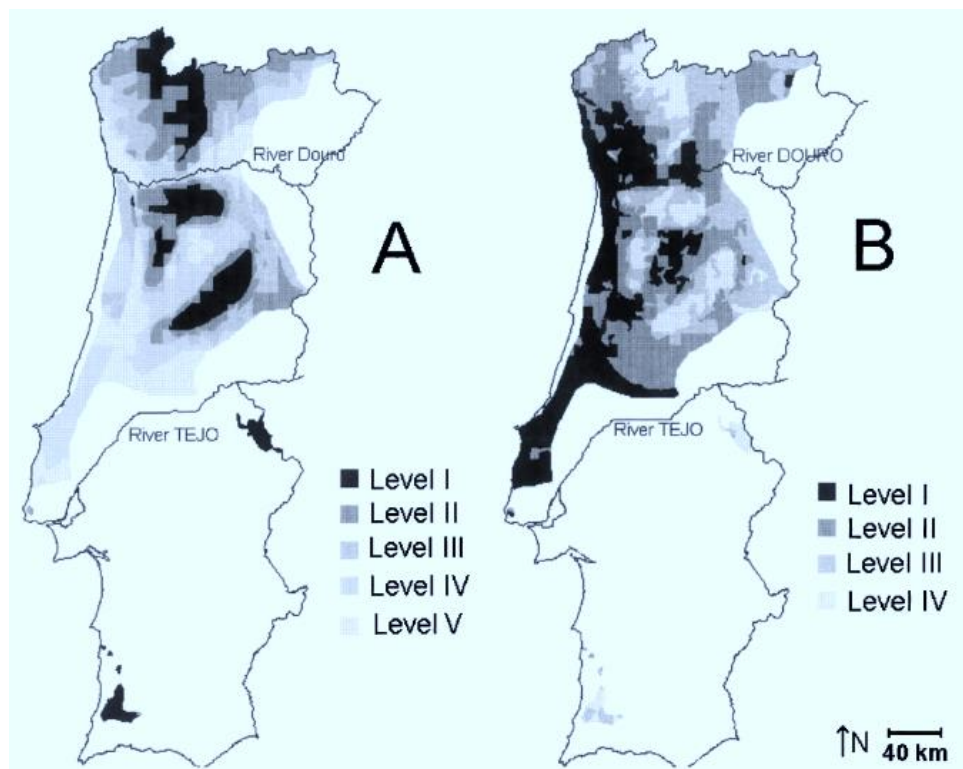 River Douro
A
River TEJO
Level I
Level II
Level III
Level IV
Level V
River DOURO
B
River TEJO
Level I
Level II
Level III
Level IV
↑N
40 km